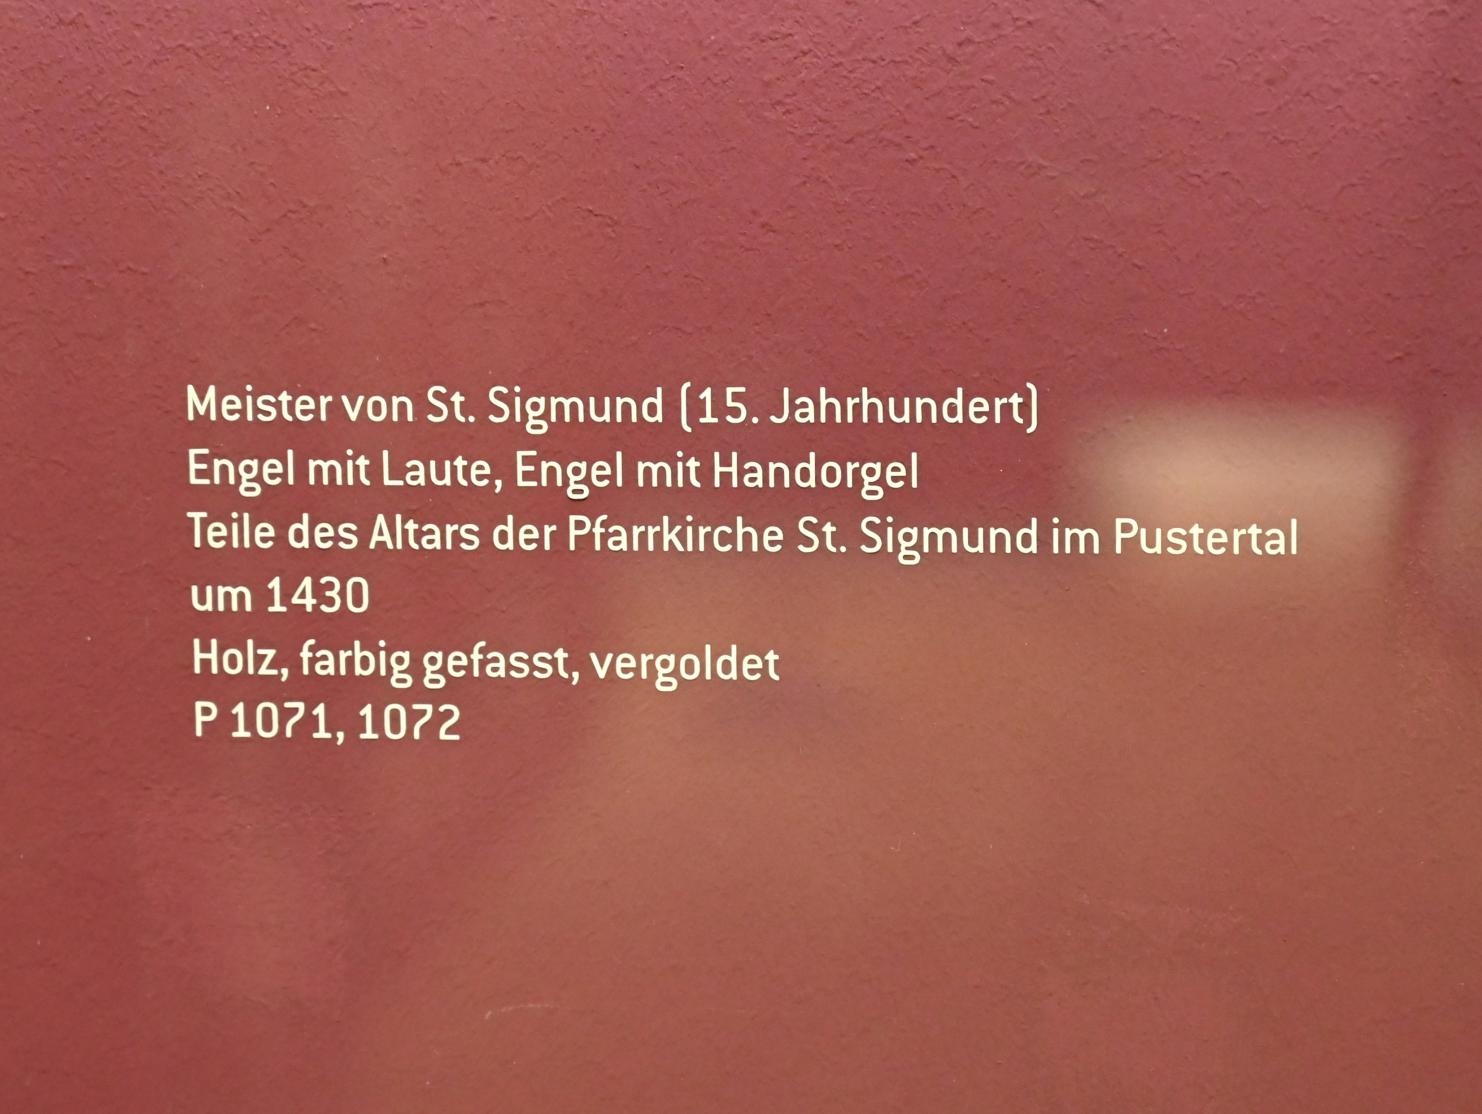 Meister von St. Sigmund (15. Jahrhundert)
Engel mit Laute, Engel mit Handorgel
Teile des Altars der Pfarrkirche St. Sigmund im Pustertal
um 1430
Holz, farbig gefasst, vergoldet
P 1071, 1072